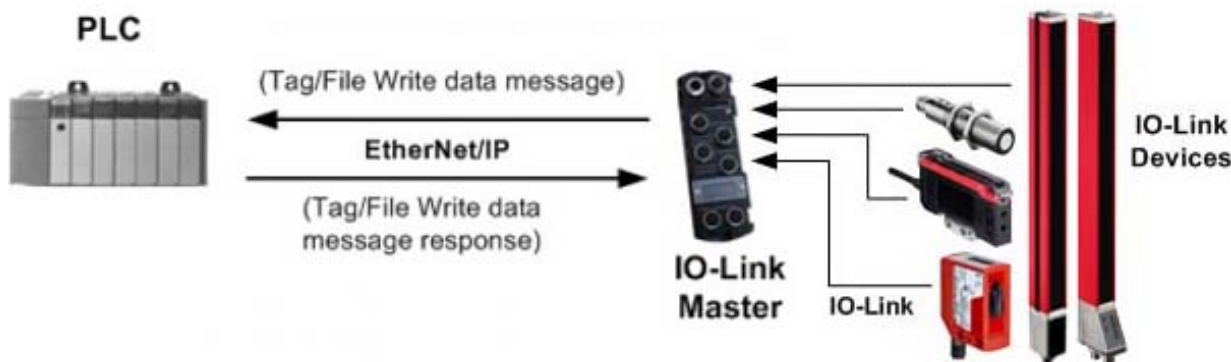 PLC
(Tag/File Write data message)
EtherNet/IP
(Tag/File Write data
message response)
IO-Link
Master
IO-Link
IO-Link
Devices